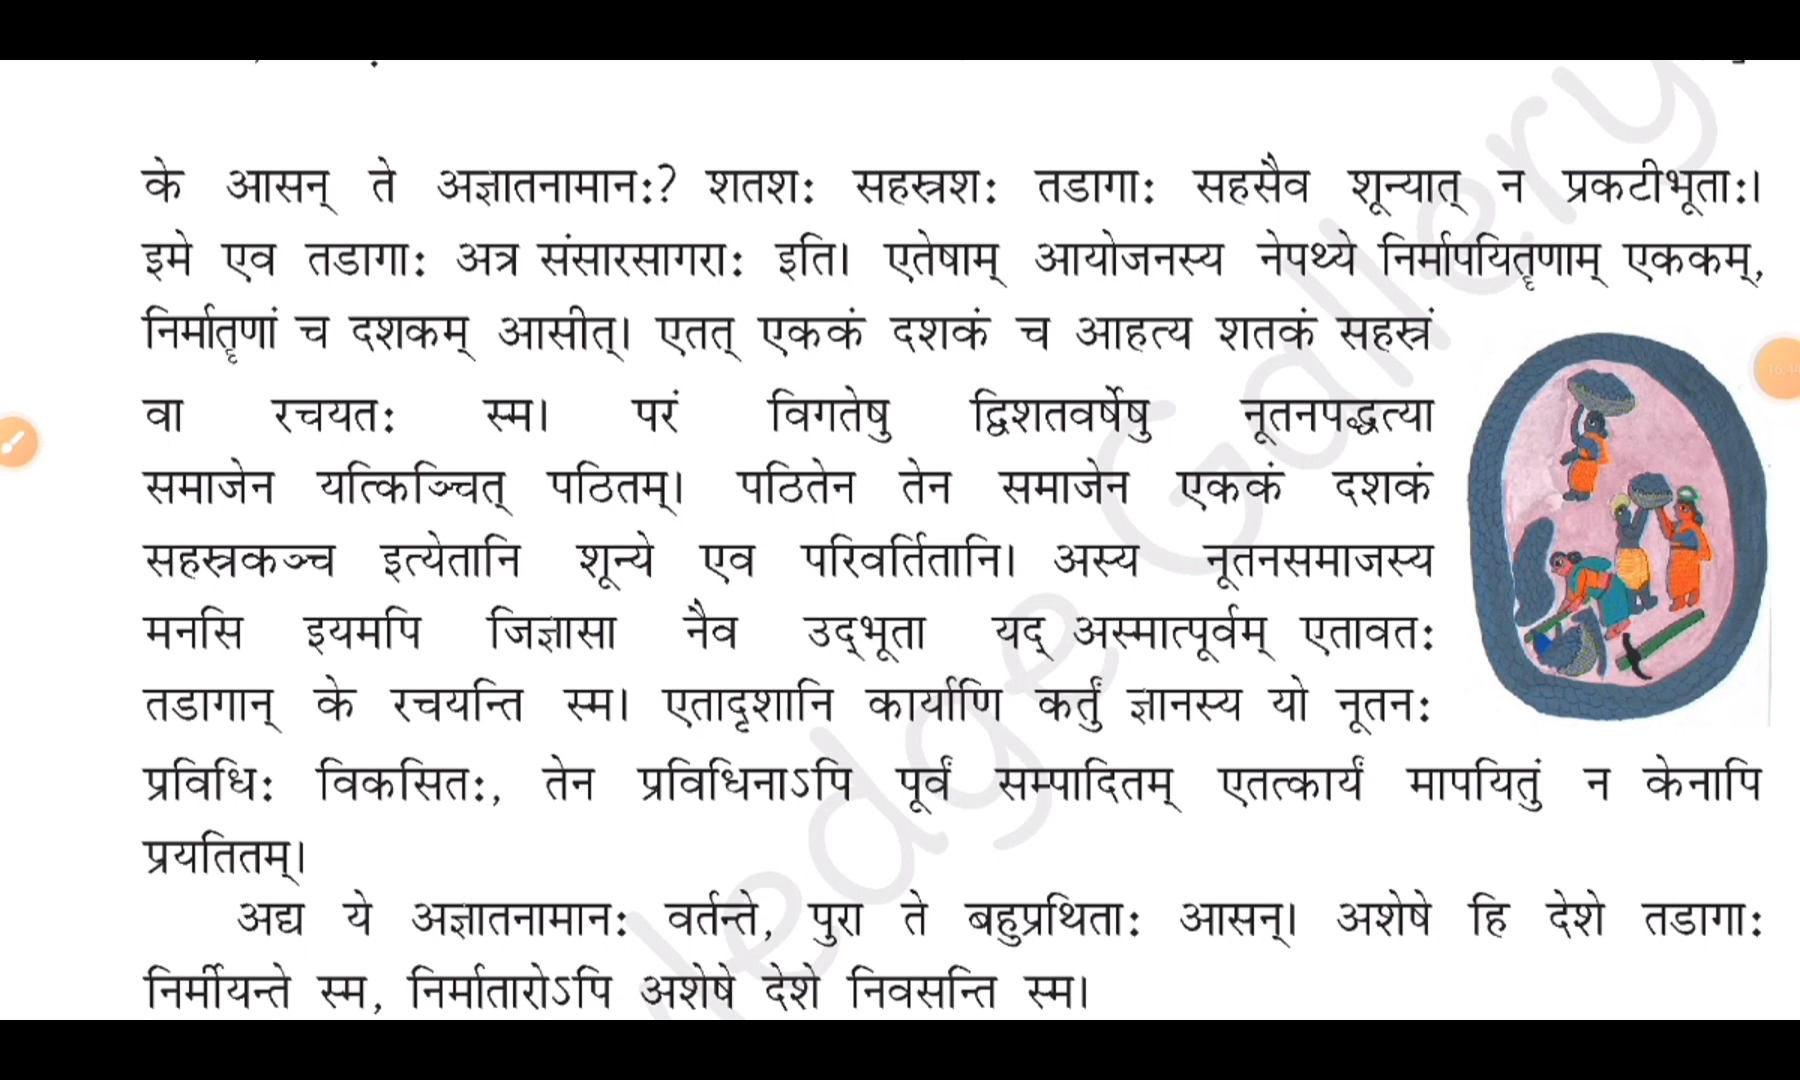 के आसन् ते अज्ञातनामानः? शतशः सहस्रशः तडागाः सहसैव शून्यात् न प्रकटीभूताः।
इमे एव तडागाः अत्र संसारसागराः इति। एतेषाम् आयोजनस्य नेपथ्ये निर्मापयितॄणाम् एककम्,
निर्मातॄणां च दशकम् आसीत्। एतत् एककं दशकं च आहत्य शतकं सहस्रं
वा रचयतः स्म। परं विगतेषु द्विशतवर्षेषु नूतनपद्धत्या
समाजेन यत्किञ्चित् पठितम्। पठितेन तेन समाजेन एककं दशकं
सहस्रकञ्च इत्येतानि शून्ये एव परिवर्तितानि। अस्य नूतनसमाजस्य
मनसि इयमपि जिज्ञासा नैव उद्भूता यद् अस्मात्पूर्वम् एतावतः
तडागान् के रचयन्ति स्म। एतादृशानि कार्याणि कर्तुं ज्ञानस्य यो नूतनः
प्रविधिः विकसितः, तेन प्रविधिनाऽपि पूर्वं सम्पादितम् एतत्कार्यं मापयितुं न केनापि
प्रयतितम्।
अद्य ये अज्ञातनामानः वर्तन्ते, पुरा ते बहुप्रथिताः आसन्। अशेषे हि देशे तडागाः
निर्मीयन्ते स्म, निर्मातारोऽपि अशेषे देशे निवसन्ति स्म।
ledge Gallery